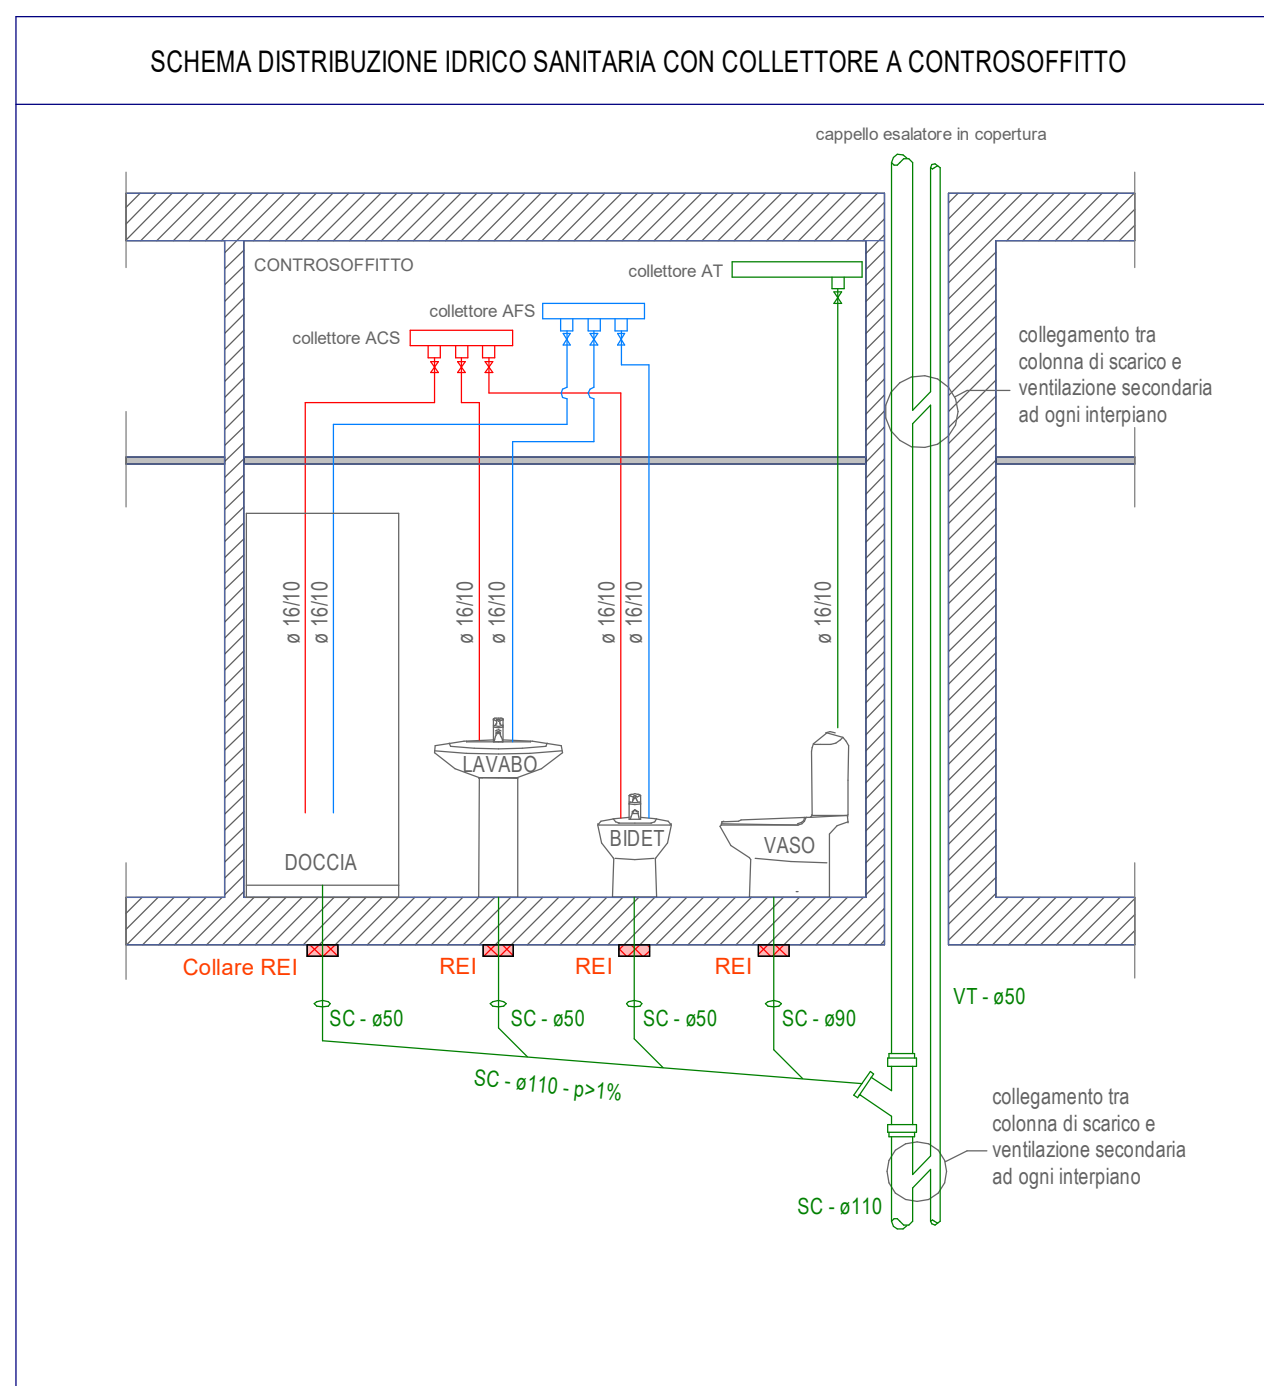 SCHEMA DISTRIBUZIONE IDRICO SANITARIA CON COLLETTORE A CONTROSOFFITTO
cappello esalatore in copertura
CONTROSOFFITTO
collettore AT
collettore AFS
collettore ACS
collegamento tra
colonna di scarico e
ventilazione secondaria
ad ogni interpiano
ø 16/10
ø 16/10
ø 16/10
ø 16/10
ø 16/10
ø 16/10
ø 16/10
LAVABO
BIDET
VASO
DOCCIA
Collare REI
REI
REI
REI
VT - ø50
SC - ø50
SC - ø50
SC - ø50
SC - ø90
SC - ø110 - p>1%
collegamento tra
colonna di scarico e
ventilazione secondaria
ad ogni interpiano
SC - ø110